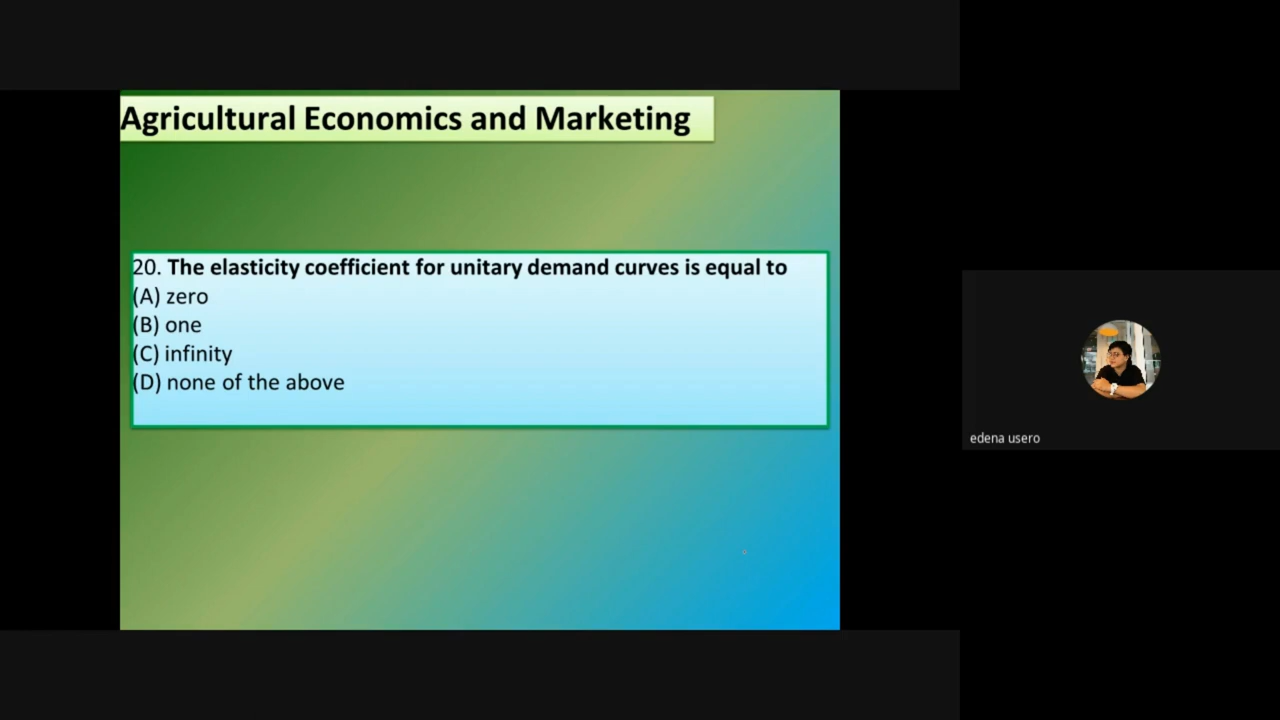 Agricultural Economics and Marketing
20. The elasticity coefficient for unitary demand curves is equal to
(A) zero
(B) one
(C) infinity
(D) none of the above
edena usero